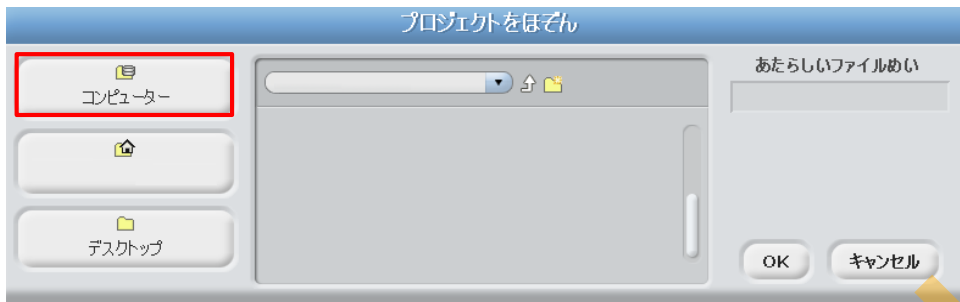 プロジェクトをほぞん
コンピューター
デスクトップ
あたらしいファイルめい
OK
キャンセル